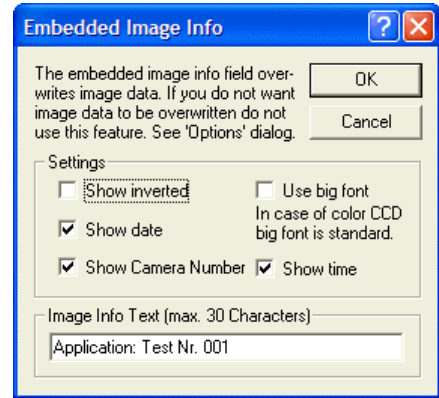 Embedded Image Info
The embedded image info field over-
writes image data. If you do not want
image data to be overwritten do not
use this feature. See 'Options' dialog.
OK
Cancel
Settings
Show inverted
Use big font
In case of color CCD
big font is standard.
Show date
Show Camera Number
Show time
Image Info Text (max. 30 Characters)
Application: Test Nr. 001